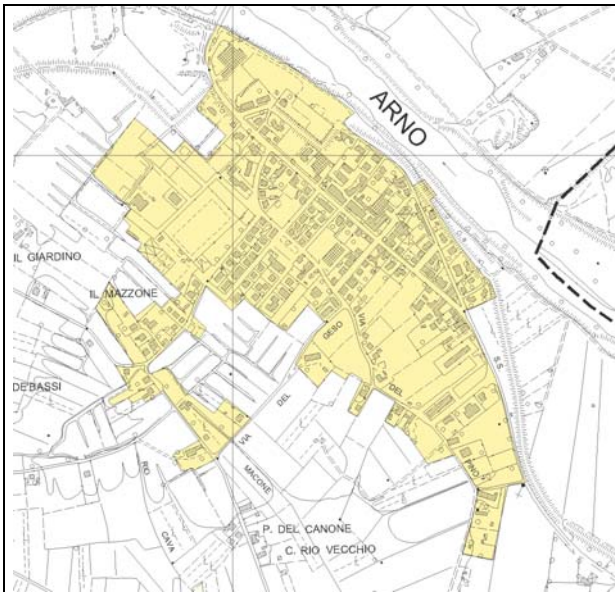 ARNO
IL GIARDINO
IL MAZZONE
DE'BASSI
VIA
GESO
DEL
DEL
VIA
PINO
S.S.
RIO
CAVA
MACONE
P. DEL CANONE
C. RIO VECCHIO